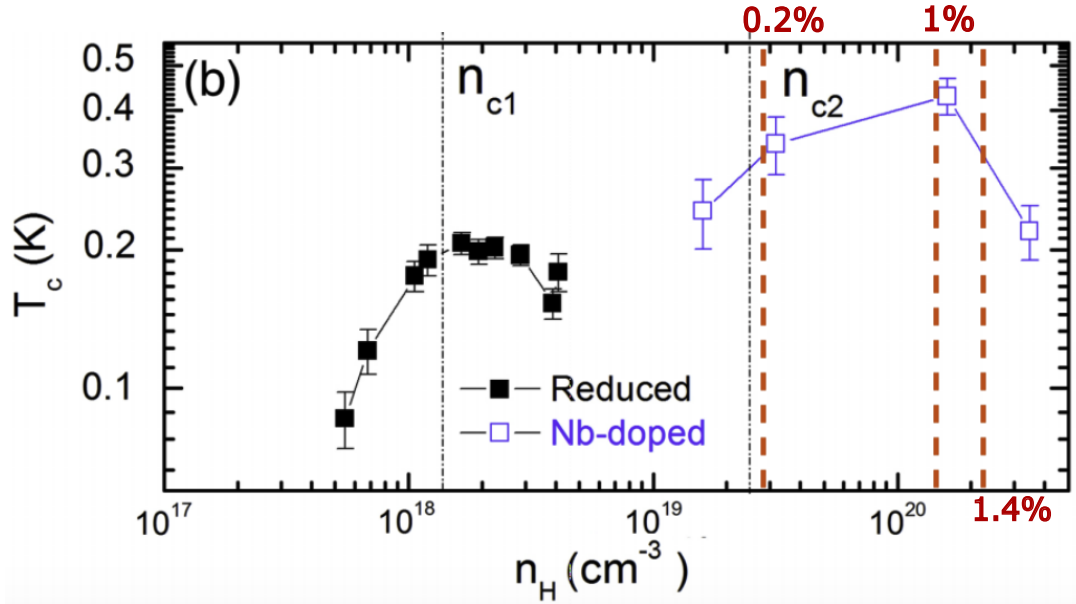 0.2% 1%
0.5
(b) n_c1 n_c2
0.4
0.3
0.2
T_c (K)
0.1
Reduced
Nb-doped
10^17 10^18 10^19 10^20
1.4%
n_H (cm^-3)